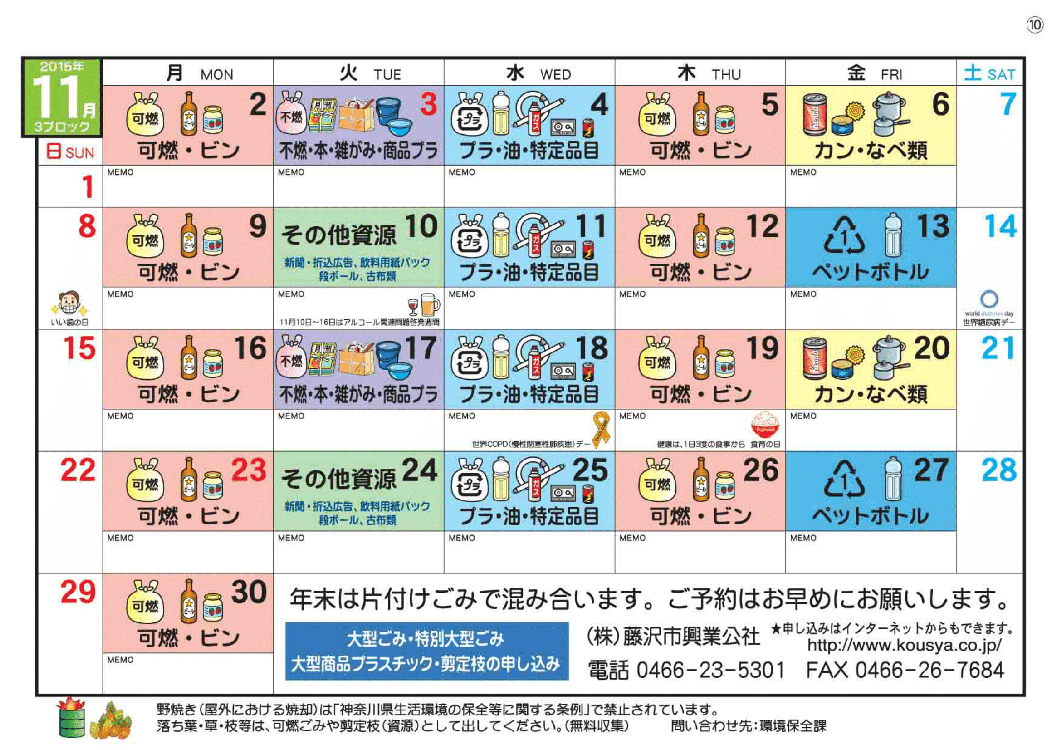 ⑩
2015年
11月
3ブロック
月 MON
火 TUE
水 WED
木 THU
金 FRI
土 SAT
日 SUN
1
2
可燃
可燃・ビン
MEMO
3
不燃
不燃・本・雑がみ・商品プラ
MEMO
4
プラ
ガス
プラ・油・特定品目
MEMO
5
可燃
可燃・ビン
MEMO
6
カン・なべ類
MEMO
7
8
いい歯の日
9
可燃
可燃・ビン
MEMO
その他資源 10
新聞・折込広告、飲料用紙パック
段ボール、古布類
MEMO
11月10日〜16日はアルコール関連問題啓発週間
11
プラ
ガス
プラ・油・特定品目
MEMO
12
可燃
可燃・ビン
MEMO
13
1
ペットボトル
MEMO
14
world diabetes day
世界糖尿病デー
15
16
可燃
可燃・ビン
MEMO
17
不燃
不燃・本・雑がみ・商品プラ
MEMO
18
プラ
ガス
プラ・油・特定品目
MEMO
世界COPD(慢性閉塞性肺疾患)デー
19
可燃
可燃・ビン
MEMO
健康は、1日3度の食事から 食育の日
20
カン・なべ類
MEMO
21
22
23
可燃
可燃・ビン
MEMO
その他資源 24
新聞・折込広告、飲料用紙パック
段ボール、古布類
MEMO
25
プラ
ガス
プラ・油・特定品目
MEMO
26
可燃
可燃・ビン
MEMO
27
1
ペットボトル
MEMO
28
29
30
可燃
可燃・ビン
MEMO
年末は片付けごみで混み合います。ご予約はお早めにお願いします。
大型ごみ・特別大型ごみ
大型商品プラスチック・剪定枝の申し込み
(株)藤沢市興業公社 ★申し込みはインターネットからもできます。
http://www.kousya.co.jp/
電話 0466-23-5301 FAX 0466-26-7684
野焼き(屋外における焼却)は「神奈川県生活環境の保全等に関する条例」で禁止されています。
落ち葉・草・枝等は、可燃ごみや剪定枝(資源)として出してください。(無料収集) 問い合わせ先:環境保全課